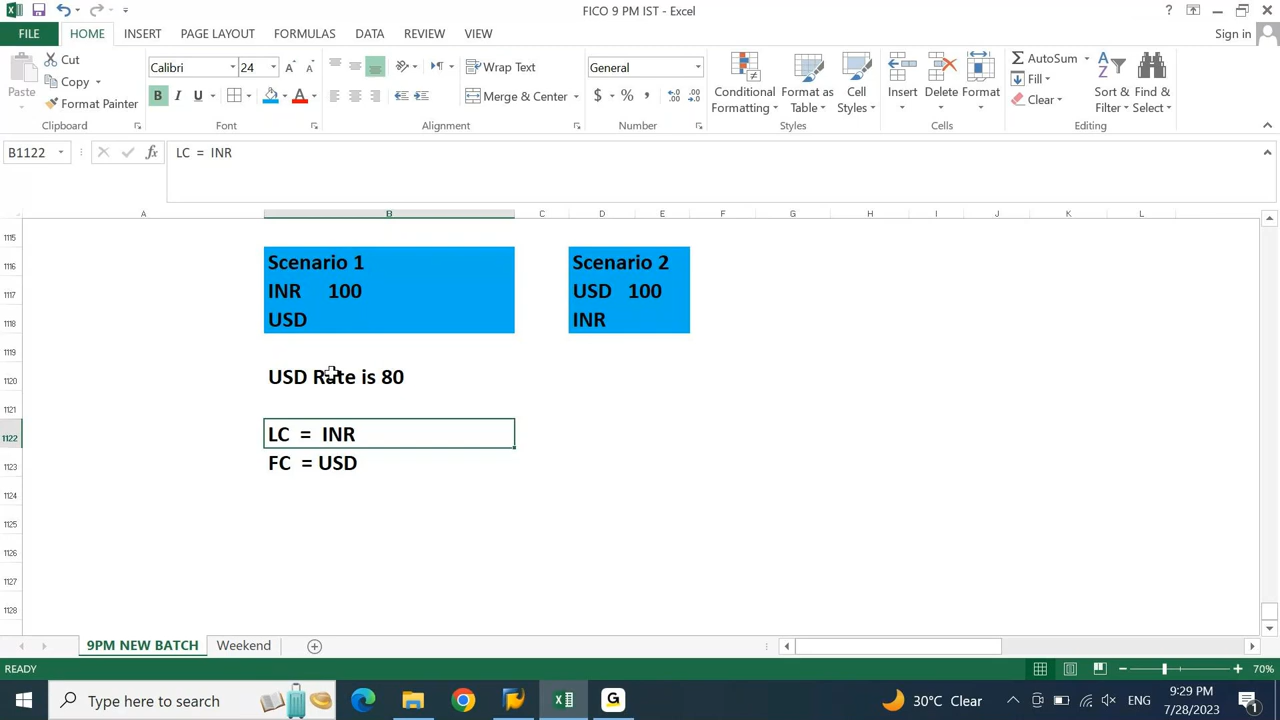 FICO 9 PM IST - Excel
?
FILE HOME INSERT PAGE LAYOUT FORMULAS DATA REVIEW VIEW
Sign in
Paste
Cut
Copy
Format Painter
Clipboard
Calibri 24
B I U
Font
Wrap Text
Merge & Center
Alignment
General
$ %
Number
Conditional Formatting
Format as Table
Cell Styles
Styles
Insert
Delete
Format
Cells
AutoSum
Fill
Clear
Sort & Filter
Find & Select
Editing
B1122
fx
LC = INR
A B C D E F G H I J K L
1115
1116 Scenario 1 Scenario 2
1117 INR 100 USD 100
1118 USD INR
1119
1120 USD Rate is 80
1121
1122 LC = INR
1123 FC = USD
1124
1125
1126
1127
1128
9PM NEW BATCH Weekend
READY
70%
Type here to search
30°C Clear
ENG
9:29 PM
7/28/2023
1